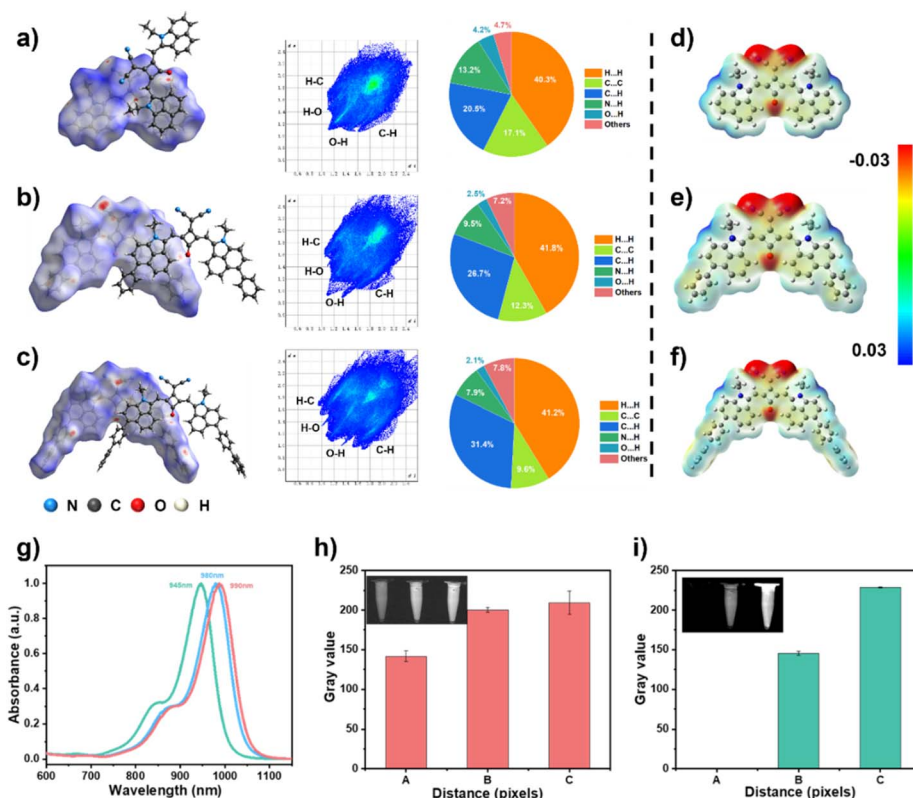 a)
H-C
H-O
O-H
C-H
4.2%
4.7%
13.2%
20.5%
17.1%
40.3%
H...H
C...C
C...H
N...H
O...H
Others
d)
b)
H-C
H-O
O-H
C-H
2.5%
7.2%
9.5%
26.7%
12.3%
41.8%
H...H
C...C
C...H
N...H
O...H
Others
e)
-0.03
0.03
c)
H-C
H-O
O-H
C-H
2.1%
7.8%
7.9%
31.4%
9.6%
41.2%
H...H
C...C
C...H
N...H
O...H
Others
f)
N C O H
g)
945nm
980nm
990nm
1.0
0.8
0.6
0.4
0.2
0.0
Absorbance (a.u.)
600 700 800 900 1000 1100
Wavelength (nm)
h)
250
200
150
100
50
0
Gray value
A B C
Distance (pixels)
i)
250
200
150
100
50
0
Gray value
A B C
Distance (pixels)